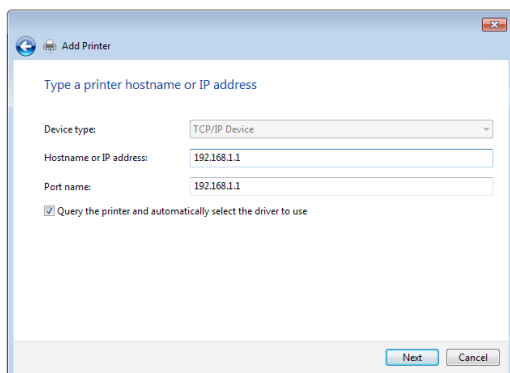 Add Printer
Type a printer hostname or IP address
Device type: TCP/IP Device
Hostname or IP address: 192.168.1.1
Port name: 192.168.1.1
Query the printer and automatically select the driver to use
Next Cancel